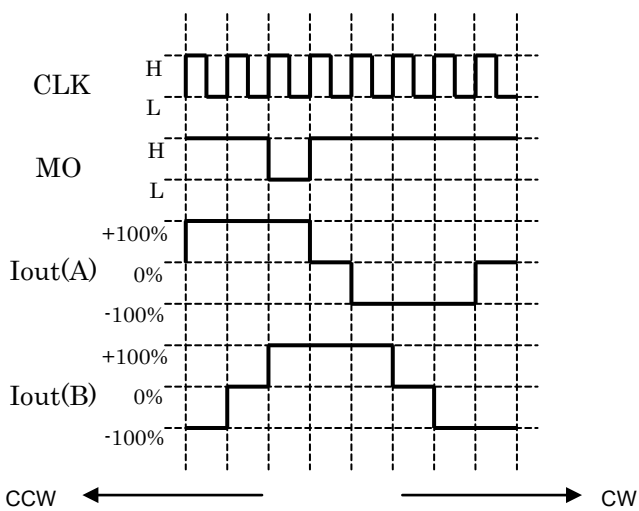 CLK
H
L
MO
H
L
Iout(A)
+100%
0%
-100%
Iout(B)
+100%
0%
-100%
CCW
CW